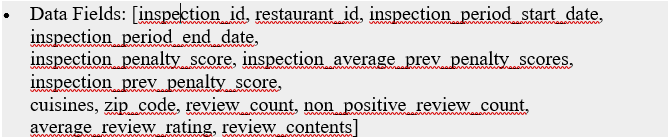 • Data Fields: [inspection_id, restaurant_id, inspection_period_start_date,
inspection_period_end_date,
inspection_penalty_score, inspection_average_prev_penalty_scores,
inspection_prev_penalty_score,
cuisines, zip_code, review_count, non_positive_review_count,
average_review_rating, review_contents]